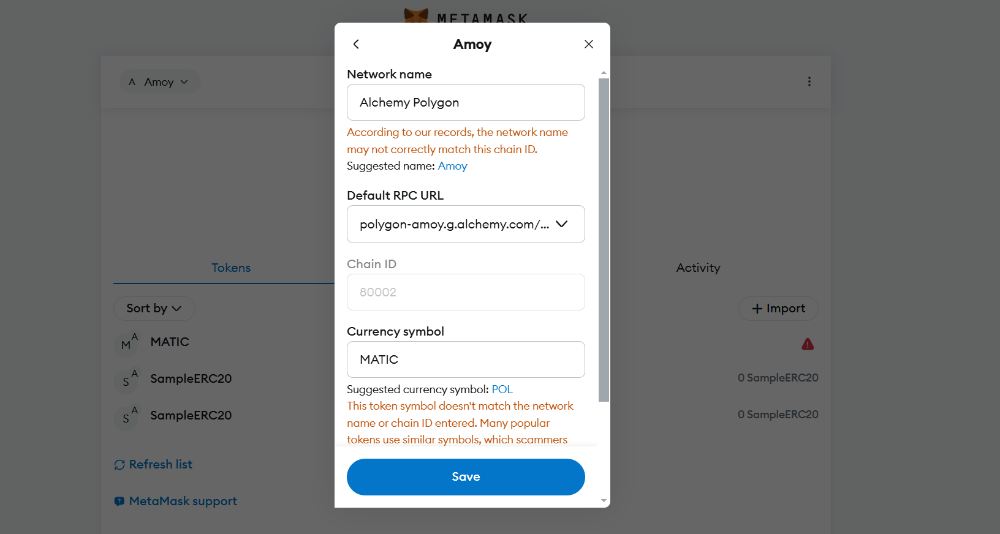 METAMASK
A Amoy
Amoy
Network name
Alchemy Polygon
According to our records, the network name
may not correctly match this chain ID.
Suggested name: Amoy
Default RPC URL
polygon-amoy.g.alchemy.com/...
Chain ID
80002
Currency symbol
MATIC
Suggested currency symbol: POL
This token symbol doesn't match the network
name or chain ID entered. Many popular
tokens use similar symbols, which scammers
Save
Tokens
Activity
Sort by
+ Import
M A MATIC
S A SampleERC20
0 SampleERC20
S A SampleERC20
0 SampleERC20
Refresh list
MetaMask support